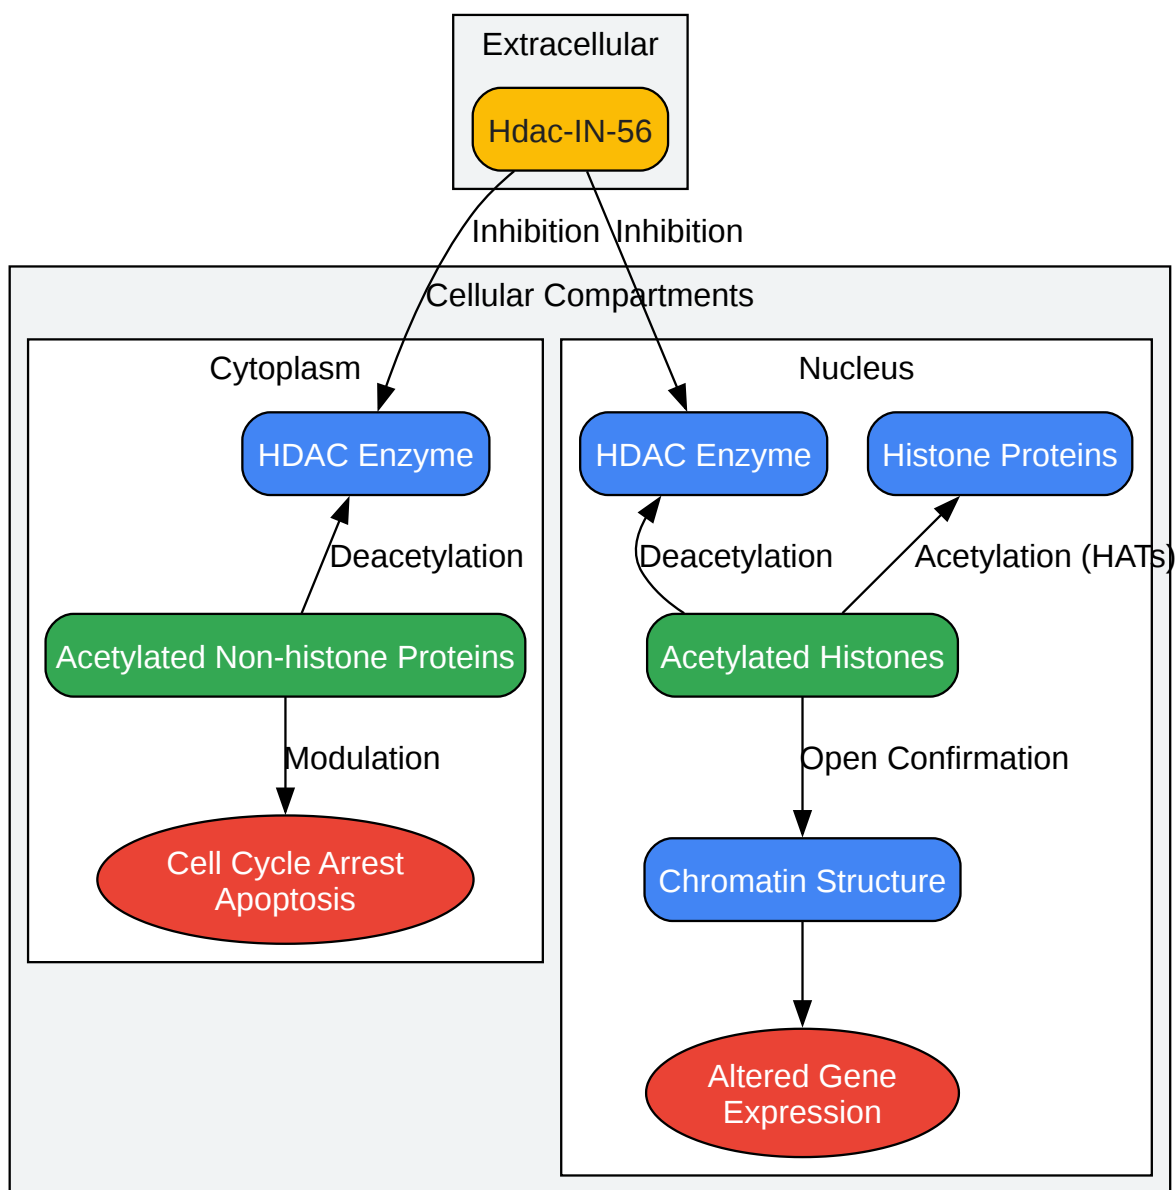 Extracellular
Hdac-IN-56
Inhibition
Inhibition
Cellular Compartments
Cytoplasm
Nucleus
HDAC Enzyme
HDAC Enzyme
Histone Proteins
Deacetylation
Deacetylation
Acetylation (HATs)
Acetylated Non-histone Proteins
Acetylated Histones
Modulation
Open Confirmation
Cell Cycle Arrest
Apoptosis
Chromatin Structure
Altered Gene
Expression